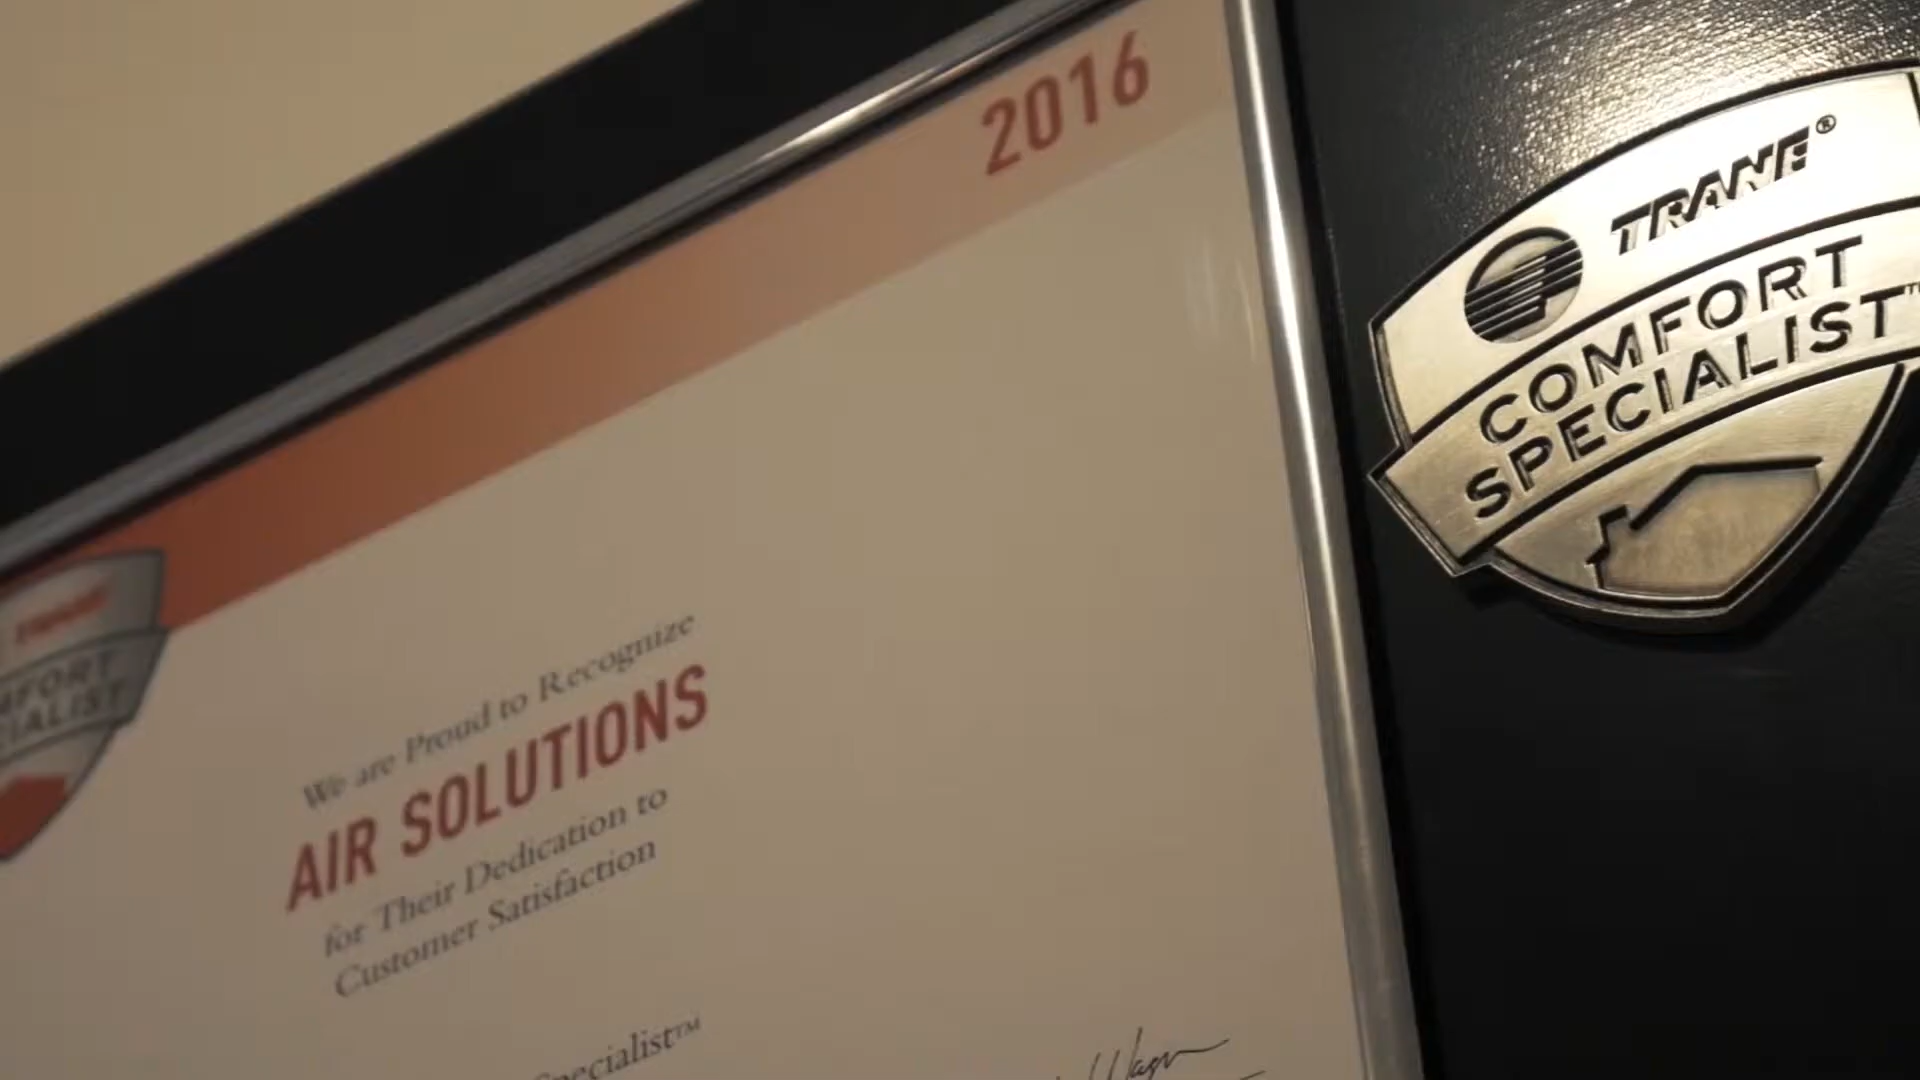 2016
TRANE®
COMFORT
SPECIALIST™
We are Proud to Recognize
AIR SOLUTIONS
for Their Dedication to
Customer Satisfaction